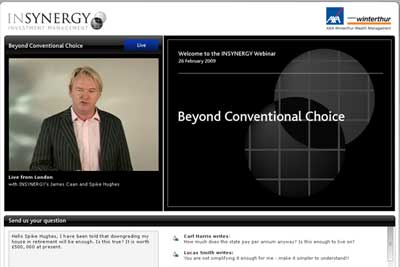 INSYNERGY
INVESTMENT MANAGEMENT
AXA
winterthur
AXA Winterthur Wealth Management
Beyond Conventional Choice
Live
Welcome to the INSYNERGY Webinar
26 February 2009
Beyond Conventional Choice
Live from London
with INSYNERGY's James Caan and Spike Hughes
Send us your question
Hello Spike Hughes, I have been told that downgrading my
house in retirement will be enough. Is this true? It is worth
£500, 000 at present.
Carl Harris writes:
How much does the state pay per annum anyway? Is this enough to live on?
Lucas Smith writes:
You are not simplifying it enough for me - make it simpler to understand!!